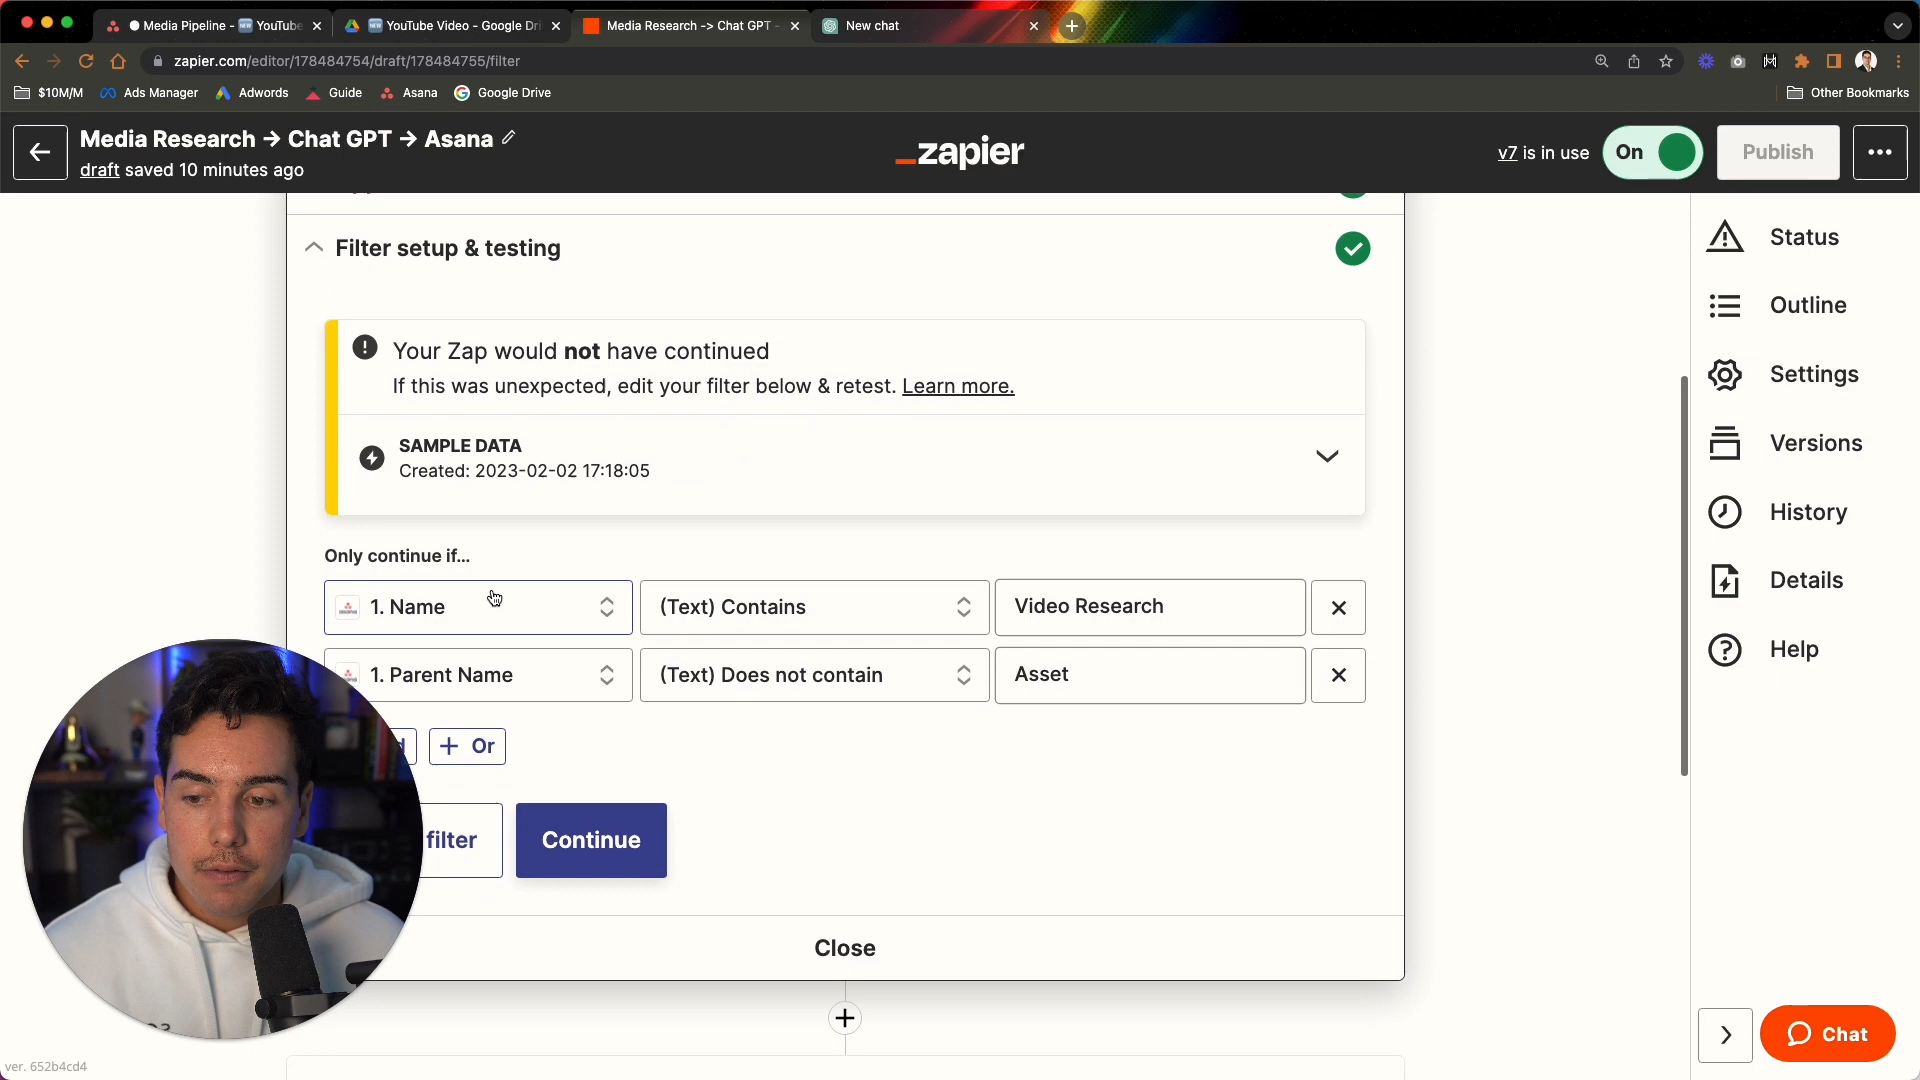 Media Pipeline - NEW YouTube
NEW YouTube Video - Google Dri
Media Research -> Chat GPT -
New chat
zapier.com/editor/178484754/draft/178484755/filter
$10M/M
Ads Manager
Adwords
Guide
Asana
Google Drive
Other Bookmarks
Media Research → Chat GPT → Asana
draft saved 10 minutes ago
_zapier
v7 is in use
On
Publish
Filter setup & testing
Your Zap would not have continued
If this was unexpected, edit your filter below & retest. Learn more.
SAMPLE DATA
Created: 2023-02-02 17:18:05
Only continue if...
1. Name
(Text) Contains
Video Research
1. Parent Name
(Text) Does not contain
Asset
+ Or
filter
Continue
Close
Status
Outline
Settings
Versions
History
Details
Help
Chat
ver. 652b4cd4